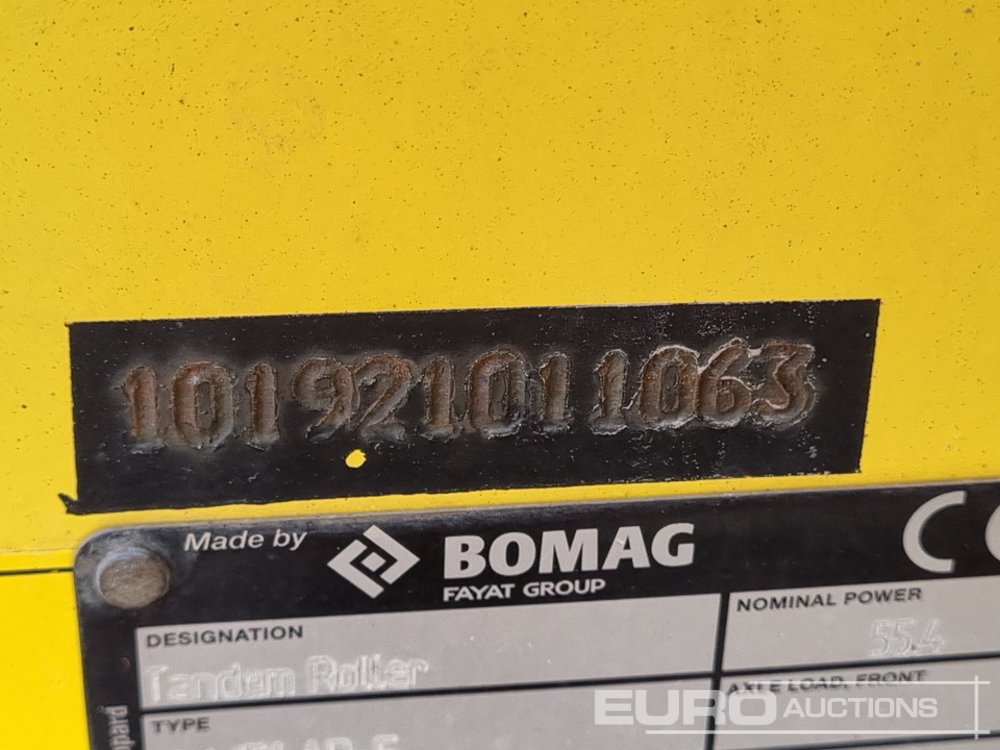 101921011063
Made by BOMAG CE
FAYAT GROUP
DESIGNATION
Tandem Roller
NOMINAL POWER
55.4
AXLE LOAD, FRONT
TYPE
EURO AUCTIONS